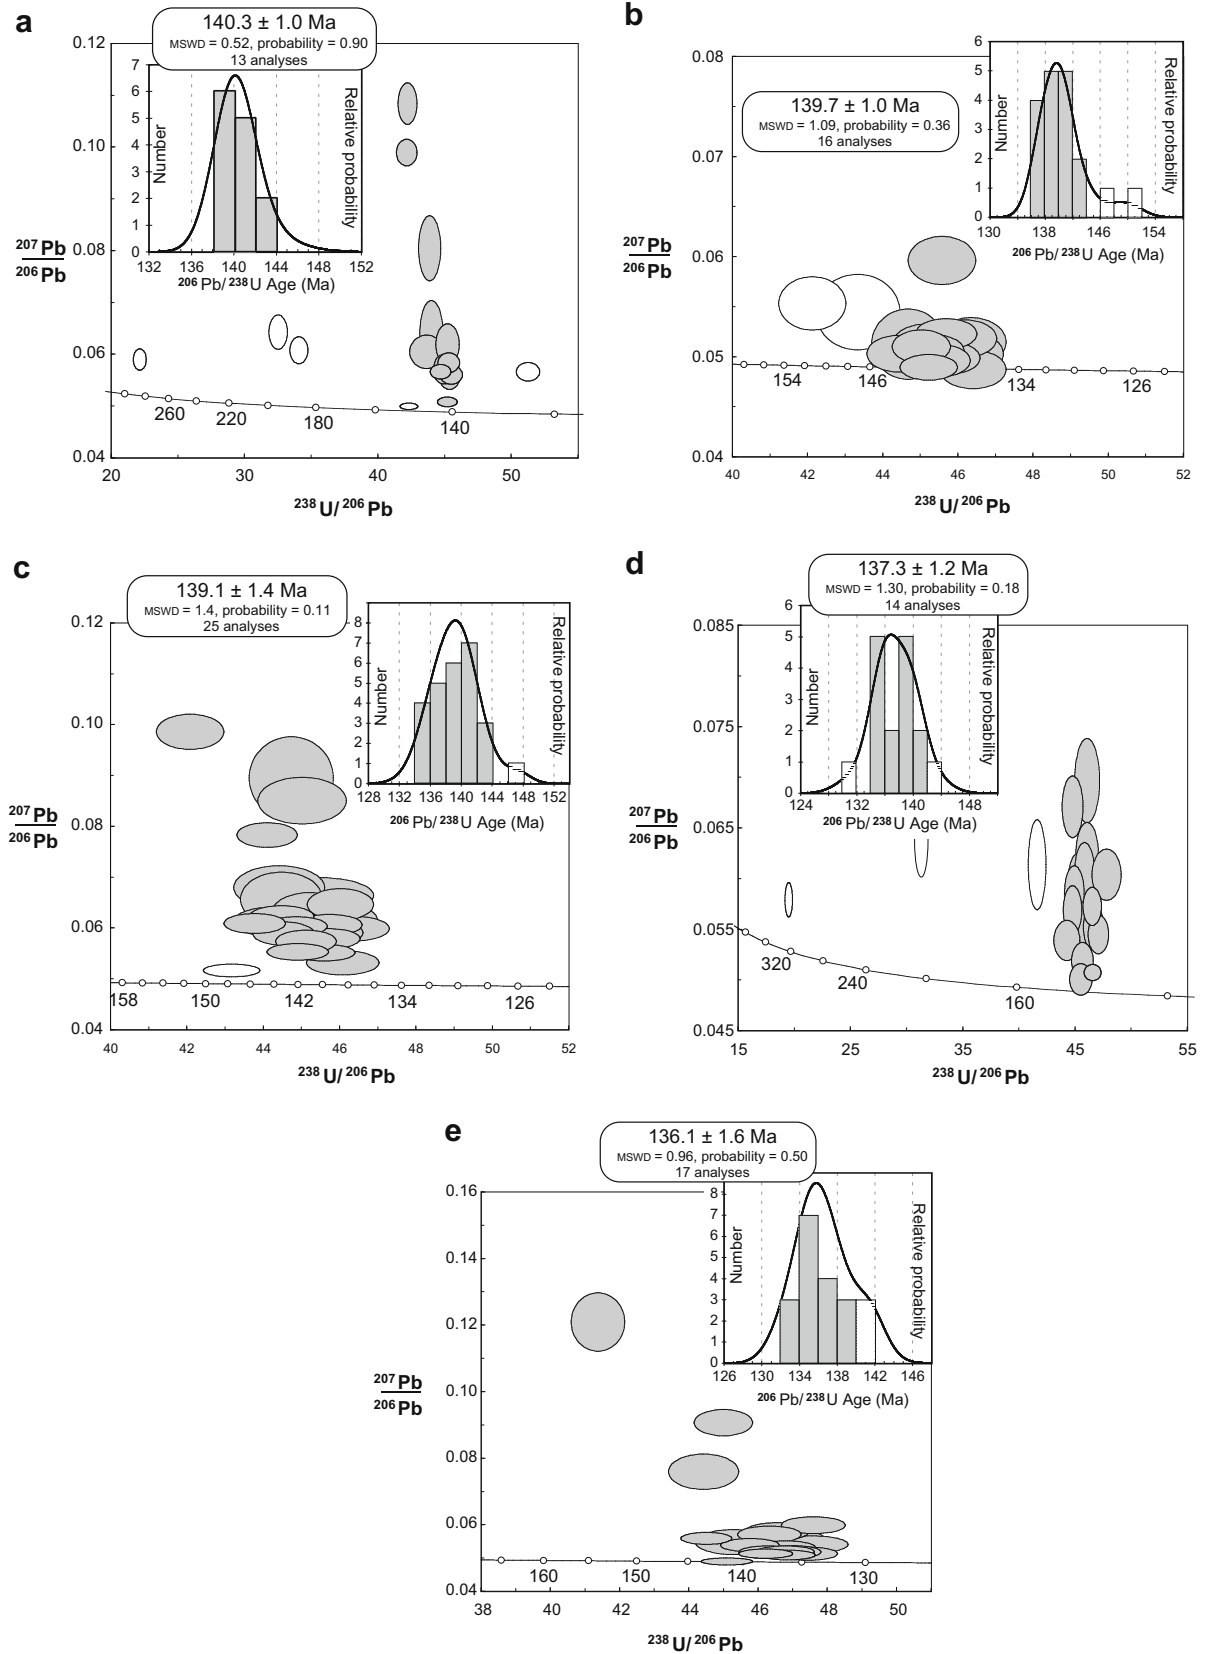 a
140.3 ± 1.0 Ma
MSWD = 0.52, probability = 0.90
13 analyses
0.12
0.10
0.08
0.06
0.04
207Pb
206Pb
7
6
5
4
3
2
1
0
Number
Relative probability
132 136 140 144 148 152
206Pb/238U Age (Ma)
260 220 180 140
20 30 40 50
238U/206Pb
b
139.7 ± 1.0 Ma
MSWD = 1.09, probability = 0.36
16 analyses
0.08
0.07
0.06
0.05
0.04
207Pb
206Pb
6
5
4
3
2
1
0
Number
Relative probability
130 138 146 154
206Pb/238U Age (Ma)
154 146 134 126
40 42 44 46 48 50 52
238U/206Pb
c
139.1 ± 1.4 Ma
MSWD = 1.4, probability = 0.11
25 analyses
0.12
0.10
0.08
0.06
0.04
207Pb
206Pb
8
7
6
5
4
3
2
1
0
Number
Relative probability
128 132 136 140 144 148 152
206Pb/238U Age (Ma)
158 150 142 134 126
40 42 44 46 48 50 52
238U/206Pb
d
137.3 ± 1.2 Ma
MSWD = 1.30, probability = 0.18
14 analyses
0.085
0.075
0.065
0.055
0.045
207Pb
206Pb
6
5
4
3
2
1
0
Number
Relative probability
124 132 140 148
206Pb/238U Age (Ma)
320 240 160
15 25 35 45 55
238U/206Pb
e
136.1 ± 1.6 Ma
MSWD = 0.96, probability = 0.50
17 analyses
0.16
0.14
0.12
0.10
0.08
0.06
0.04
207Pb
206Pb
8
7
6
5
4
3
2
1
0
Number
Relative probability
126 130 134 138 142 146
206Pb/238U Age (Ma)
160 150 140 130
38 40 42 44 46 48 50
238U/206Pb